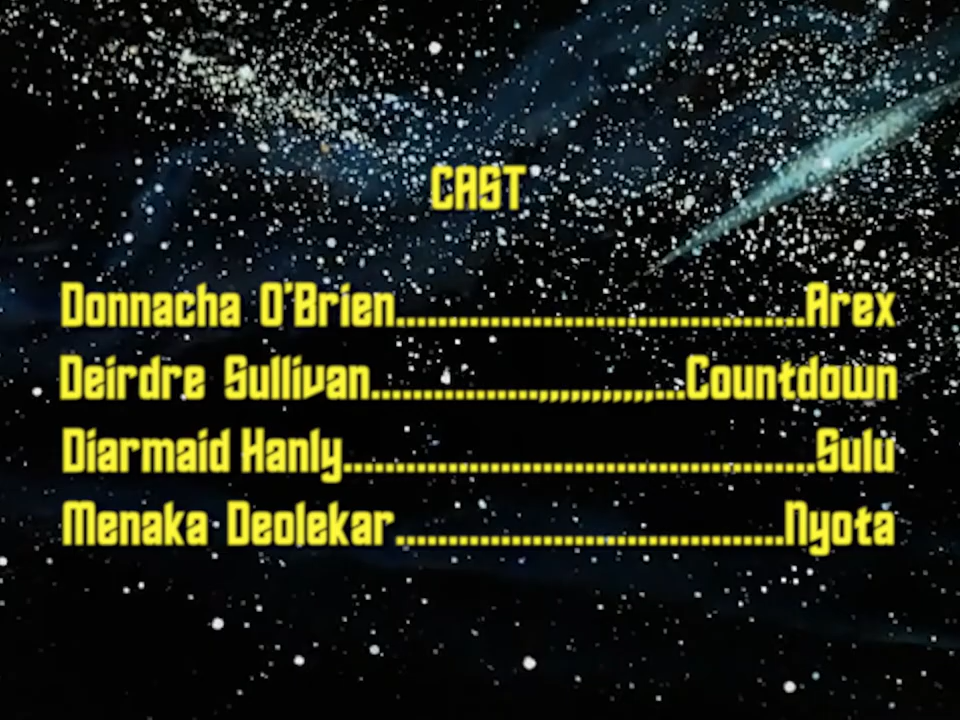 CAST
Donnacha O'Brien.......................................Arex
Deirdre Sullivan................,,,,,,,,,,,...Countdown
Diarmaid Hanly.............................................Sulu
Menaka Deolekar.....................................Nyota